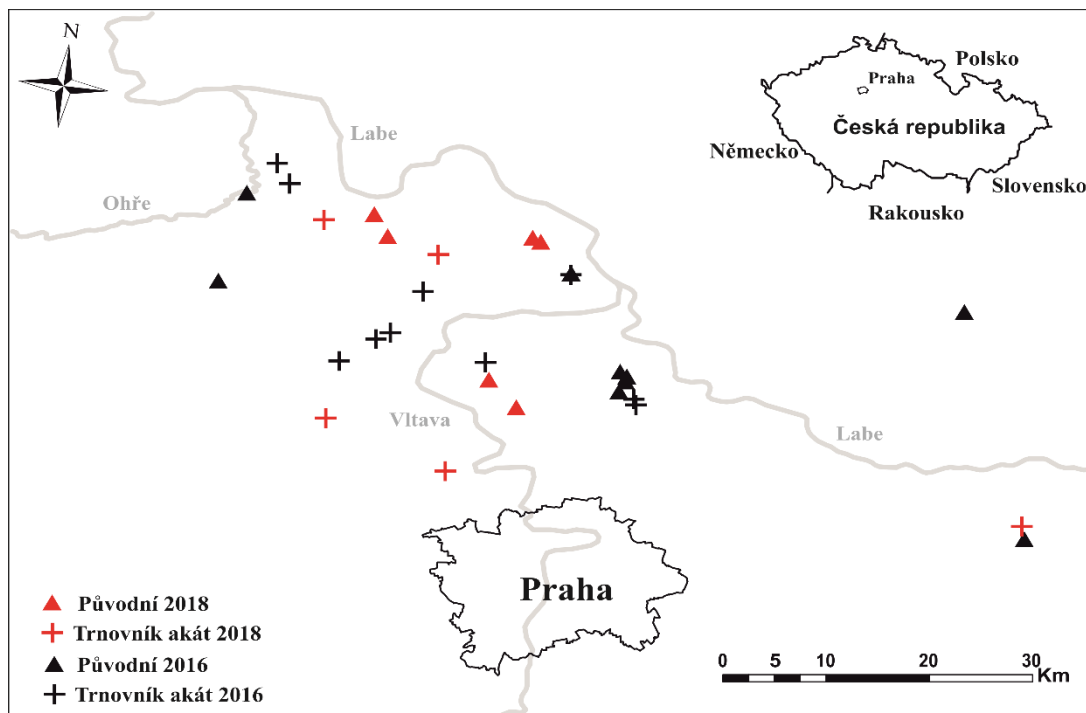 N
Polsko
Praha
Labe
Česká republika
Německo
Slovensko
Ohře
Rakousko
Vltava
Labe
Praha
Původní 2018
Trnovník akát 2018
Původní 2016
Trnovník akát 2016
0 5 10 20 30
Km